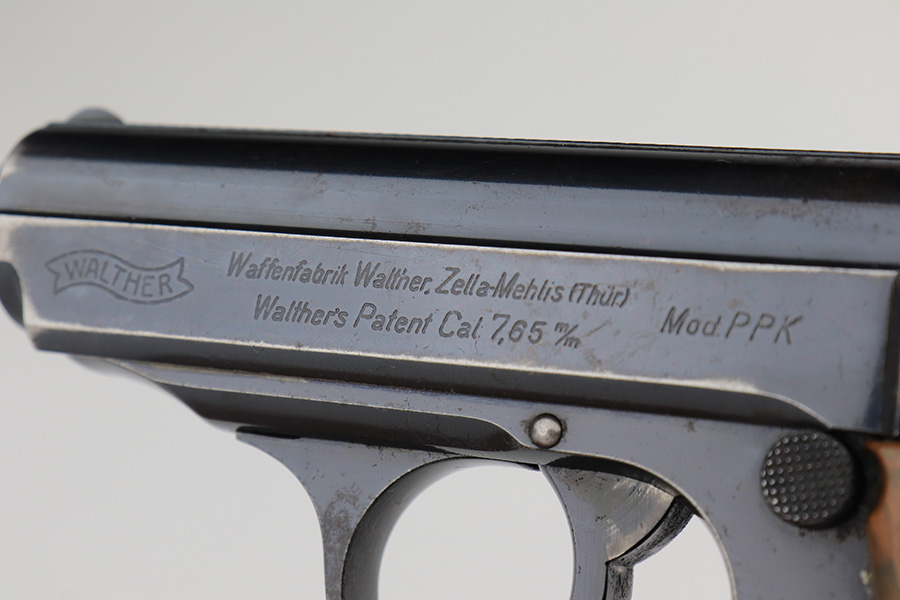 WALTHER
Waffenfabrik Walther, Zella-Mehlis (Thür)
Walther's Patent Cal. 7,65 m/m
Mod. PPK